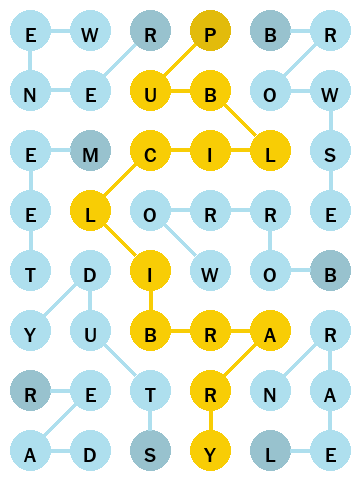 E W R P B R
N E U B O W
E M C I L S
E L O R R E
T D I W O B
Y U B R A R
R E T R N A
A D S Y L E